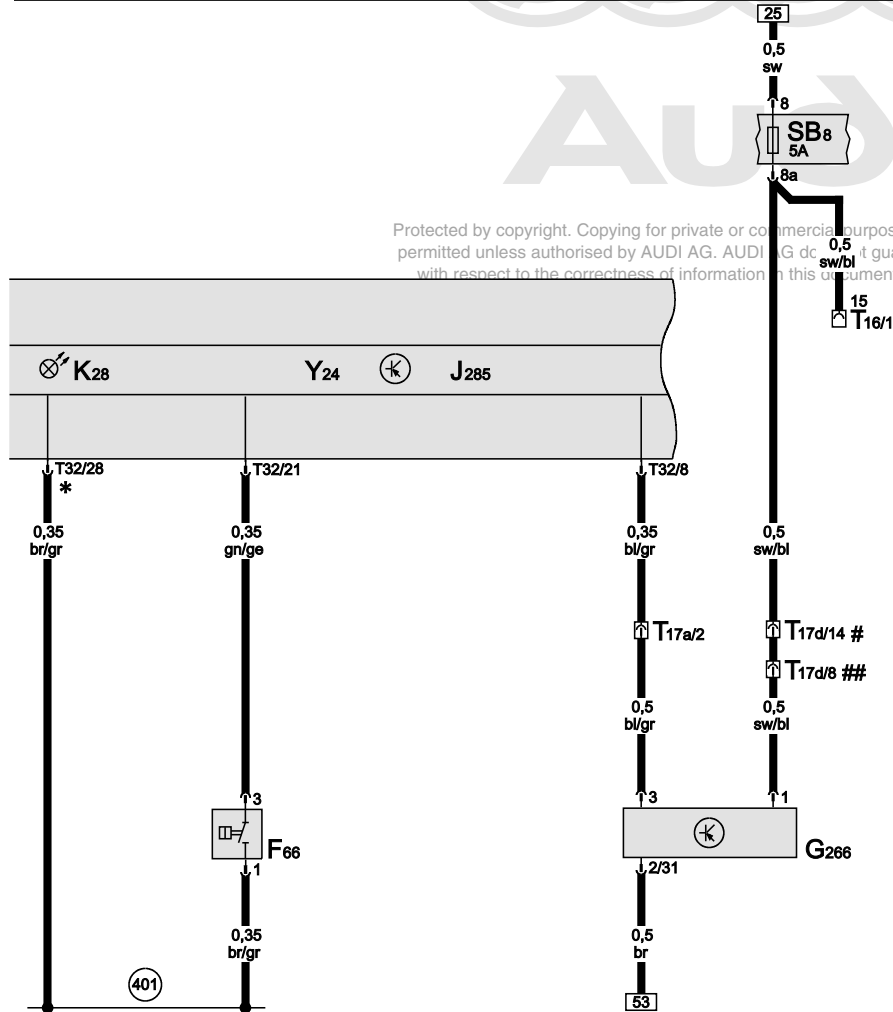 25
0,5
sw
8
SB8
5A
8a
Audi
Protected by copyright. Copying for private or commercial purpos
permitted unless authorised by AUDI AG. AUDI AG do t gua
with respect to the correctness of information in this documen
0,5
sw/bl
15
T16/1
K28
Y24
J285
T32/28
*
T32/21
T32/8
0,35
br/gr
0,35
gn/ge
0,35
bl/gr
0,5
sw/bl
T17a/2
T17d/14 #
T17d/8 ##
0,5
bl/gr
0,5
sw/bl
3
3
1
F66
G266
1
2/31
0,35
br/gr
0,5
br
401
53